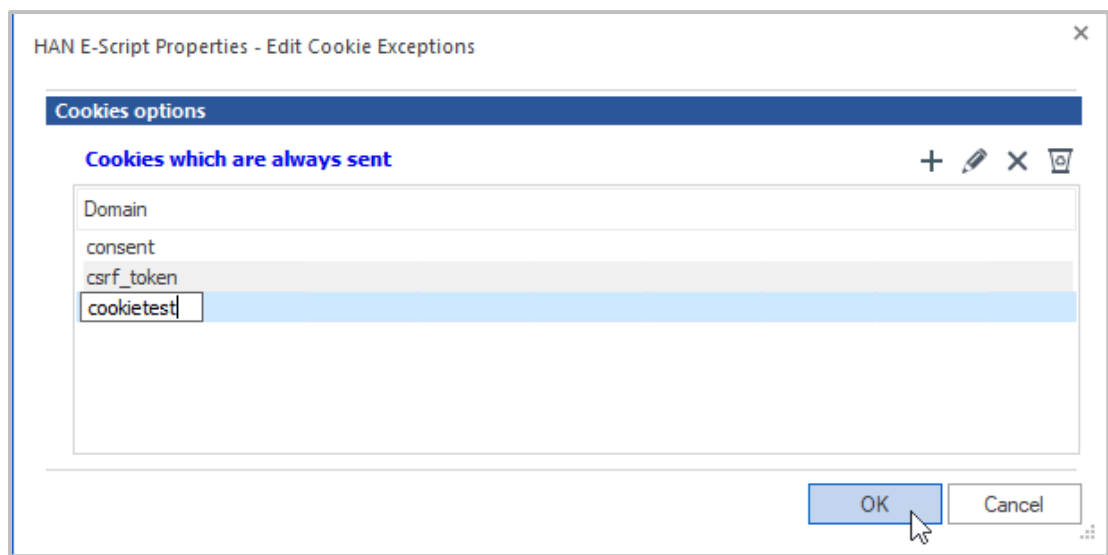 HAN E-Script Properties - Edit Cookie Exceptions
Cookies options
Cookies which are always sent
Domain
consent
csrf_token
cookietest
OK Cancel